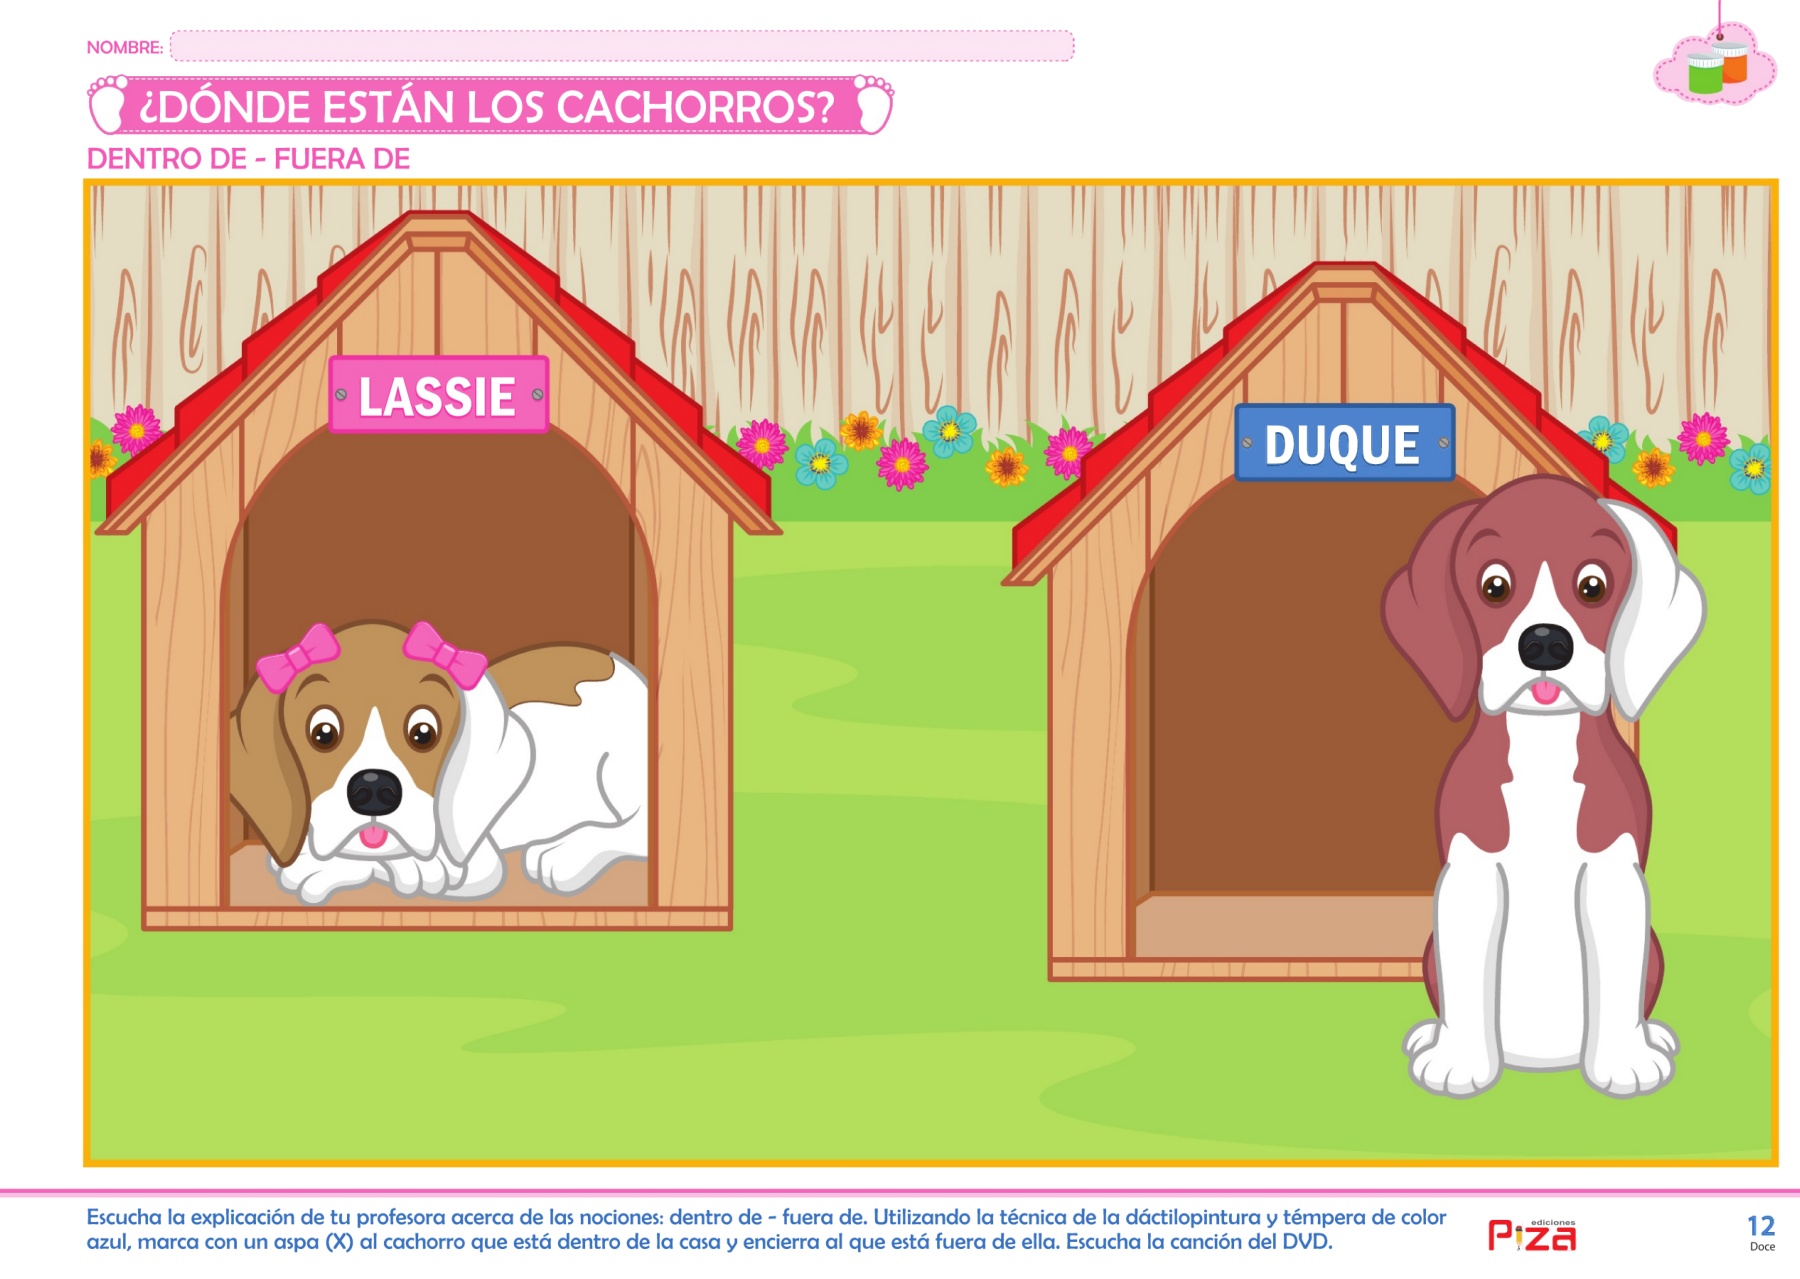 NOMBRE:
¿DÓNDE ESTÁN LOS CACHORROS?
DENTRO DE - FUERA DE
LASSIE
DUQUE
Escucha la explicación de tu profesora acerca de las nociones: dentro de - fuera de. Utilizando la técnica de la dáctilopintura y témpera de color
azul, marca con un aspa (X) al cachorro que está dentro de la casa y encierra al que está fuera de ella. Escucha la canción del DVD.
ediciones
Piza
12
Doce